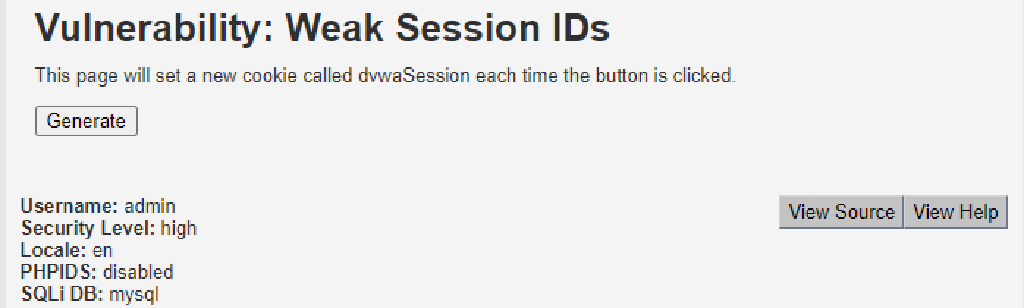 Vulnerability: Weak Session IDs
This page will set a new cookie called dvwaSession each time the button is clicked.
Generate
Username: admin
View Source View Help
Security Level: high
Locale: en
PHPIDS: disabled
SQLi DB: mysql